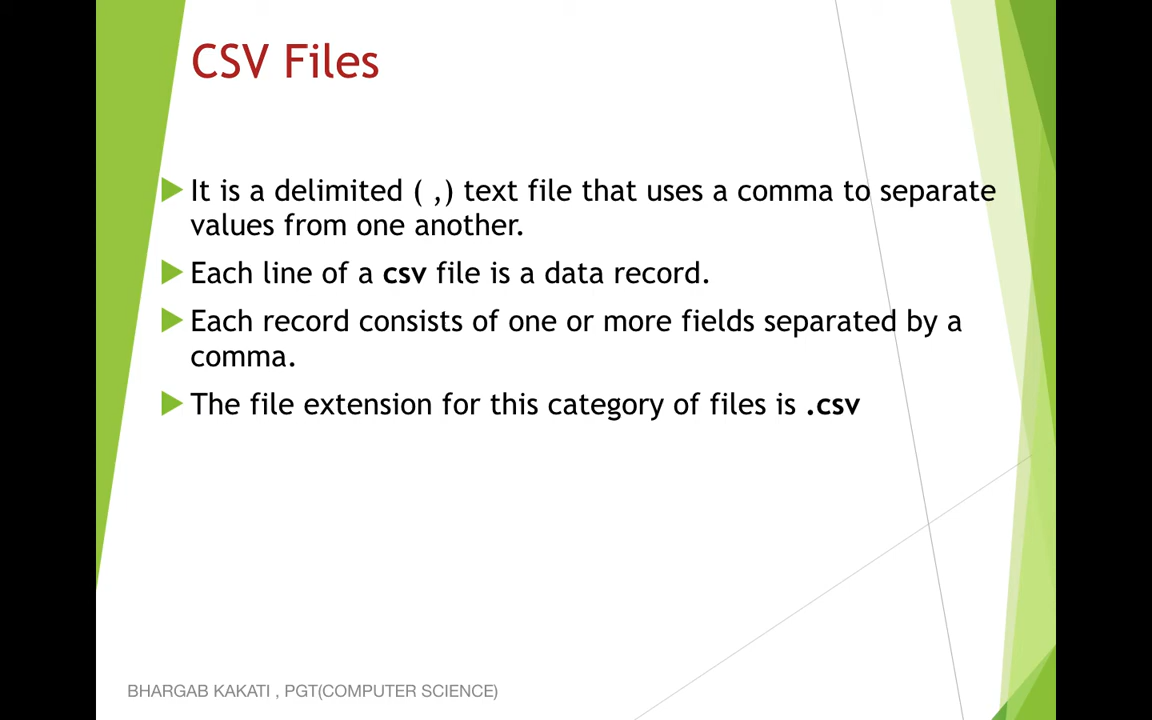 CSV Files
It is a delimited ( ,) text file that uses a comma to separate
values from one another.
Each line of a csv file is a data record.
Each record consists of one or more fields separated by a
comma.
The file extension for this category of files is .csv
BHARGAB KAKATI , PGT(COMPUTER SCIENCE)